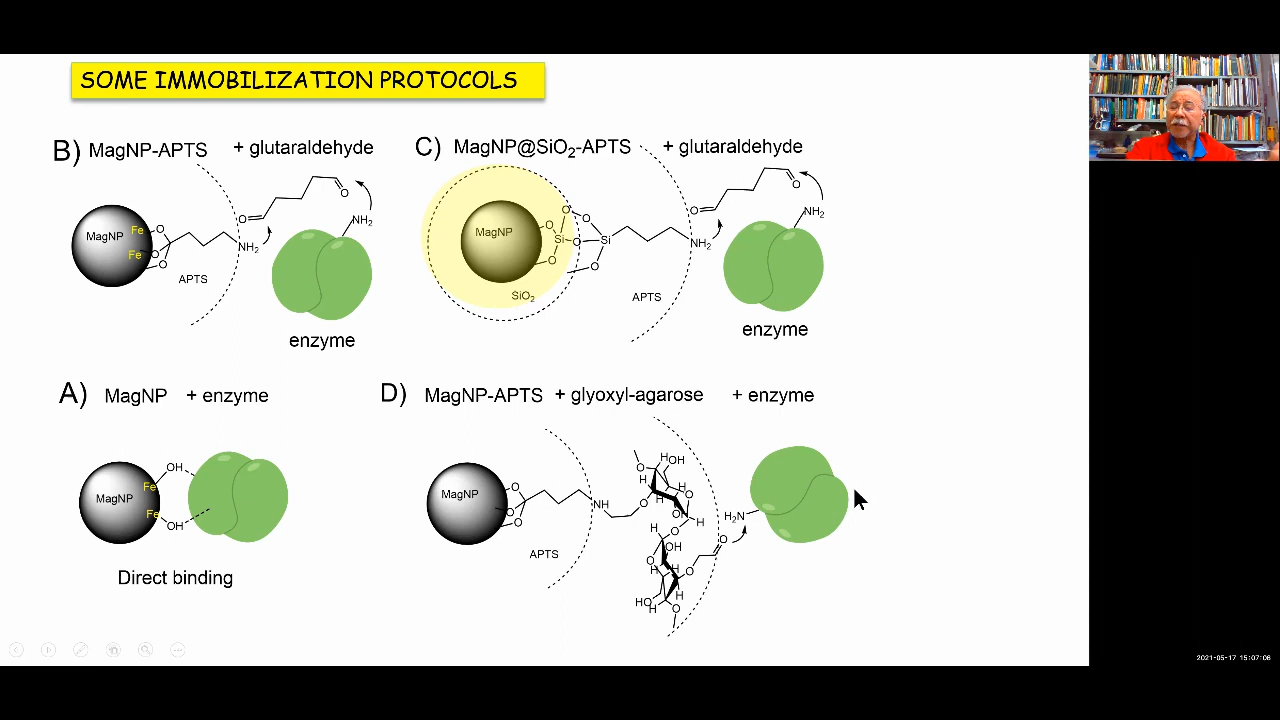 SOME IMMOBILIZATION PROTOCOLS
B) MagNP-APTS + glutaraldehyde
O
O
NH₂
MagNP
Fe
Fe
O
O
O
NH₂
APTS
enzyme
C) MagNP@SiO₂-APTS + glutaraldehyde
O
O
NH₂
MagNP
O
O
Si
O
O
O
Si
O
NH₂
SiO₂
APTS
enzyme
A) MagNP + enzyme
MagNP
Fe
Fe
OH
OH
Direct binding
D) MagNP-APTS + glyoxyl-agarose + enzyme
MagNP
O
O
O
APTS
NH
O
H
OH
O
H
H
H
O
OH
H
O
H
OH
O
H
H
O
O
H
HO
H
O
H₂N
2021-05-17 15:07:06